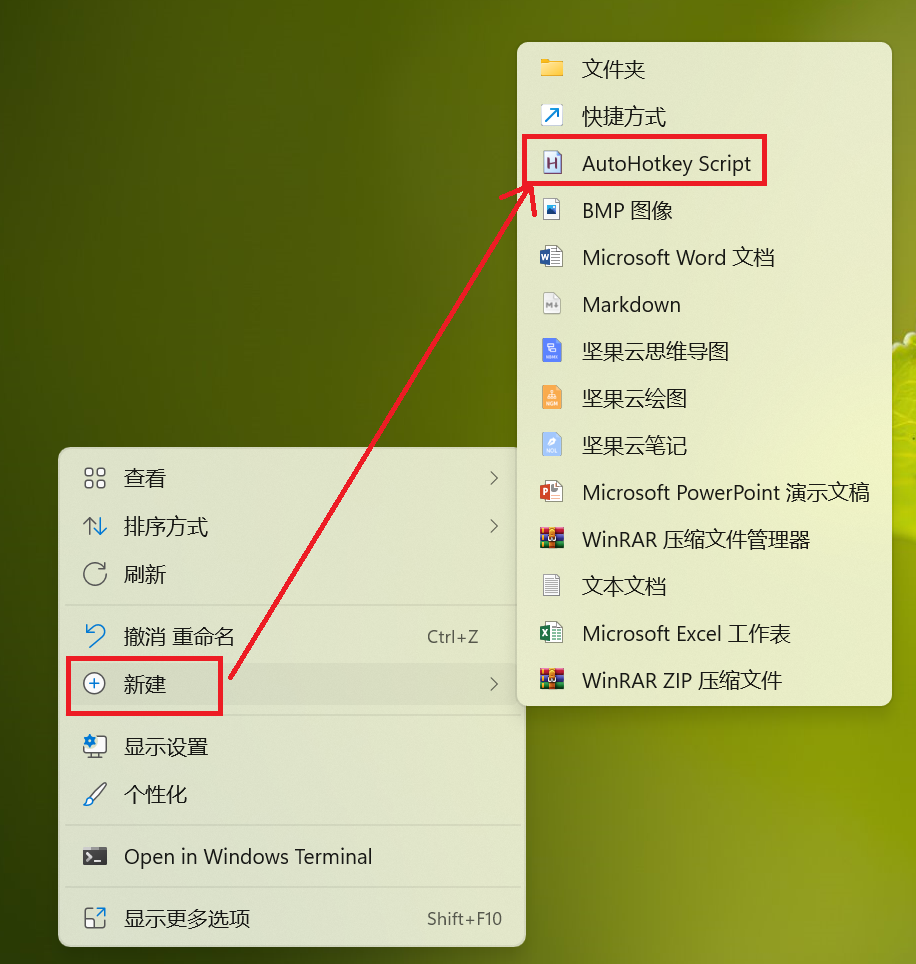 文件夹
快捷方式
AutoHotkey Script
BMP 图像
Microsoft Word 文档
Markdown
坚果云思维导图
坚果云绘图
坚果云笔记
Microsoft PowerPoint 演示文稿
WinRAR 压缩文件管理器
文本文档
Microsoft Excel 工作表
WinRAR ZIP 压缩文件
查看
排序方式
刷新
撤消 重命名 Ctrl+Z
新建
显示设置
个性化
Open in Windows Terminal
显示更多选项 Shift+F10